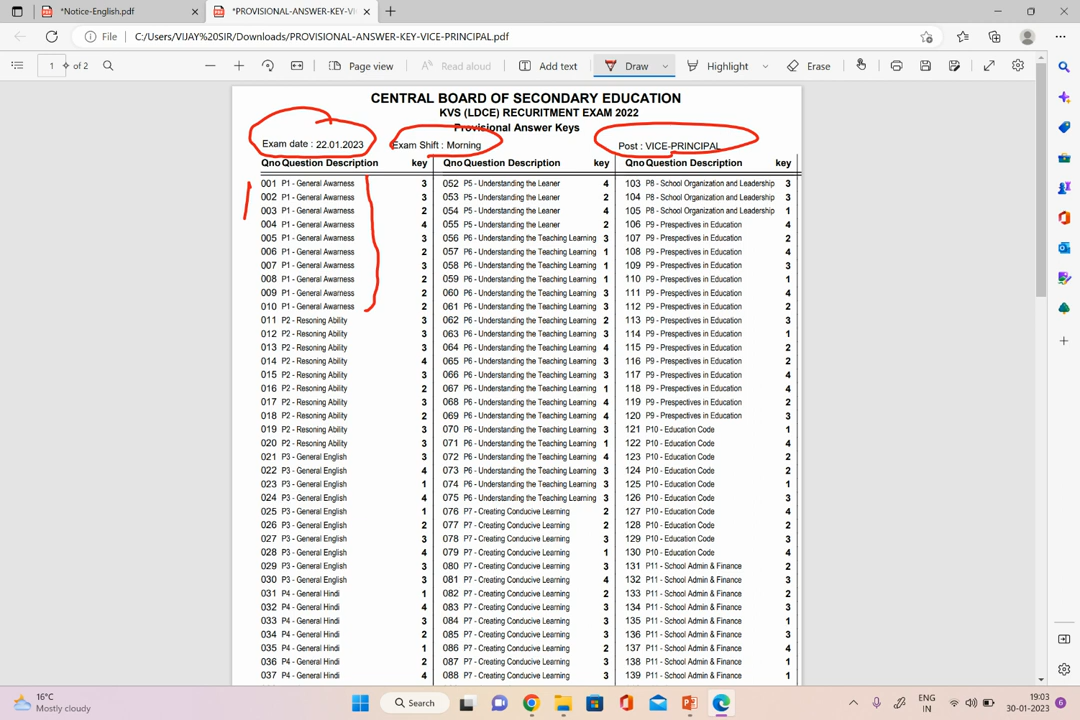 *Notice-English.pdf
*PROVISIONAL-ANSWER-KEY-VI
File
C:/Users/VIJAY%20SIR/Downloads/PROVISIONAL-ANSWER-KEY-VICE-PRINCIPAL.pdf
1 of 2
Page view
Read aloud
Add text
Draw
Highlight
Erase
CENTRAL BOARD OF SECONDARY EDUCATION
KVS (LDCE) RECURITMENT EXAM 2022
Provisional Answer Keys
Exam date : 22.01.2023 Exam Shift : Morning Post : VICE-PRINCIPAL
Qno Question Description key Qno Question Description key Qno Question Description key
001 P1 - General Awarness 3 052 P5 - Understanding the Leaner 4 103 P8 - School Organization and Leadership 3
002 P1 - General Awarness 3 053 P5 - Understanding the Leaner 2 104 P8 - School Organization and Leadership 3
003 P1 - General Awarness 2 054 P5 - Understanding the Leaner 4 105 P8 - School Organization and Leadership 1
004 P1 - General Awarness 4 055 P5 - Understanding the Leaner 2 106 P9 - Prespectives in Education 4
005 P1 - General Awarness 3 056 P6 - Understanding the Teaching Learning 3 107 P9 - Prespectives in Education 2
006 P1 - General Awarness 2 057 P6 - Understanding the Teaching Learning 1 108 P9 - Prespectives in Education 4
007 P1 - General Awarness 3 058 P6 - Understanding the Teaching Learning 1 109 P9 - Prespectives in Education 3
008 P1 - General Awarness 2 059 P6 - Understanding the Teaching Learning 1 110 P9 - Prespectives in Education 1
009 P1 - General Awarness 2 060 P6 - Understanding the Teaching Learning 3 111 P9 - Prespectives in Education 4
010 P1 - General Awarness 2 061 P6 - Understanding the Teaching Learning 3 112 P9 - Prespectives in Education 2
011 P2 - Resoning Ability 3 062 P6 - Understanding the Teaching Learning 2 113 P9 - Prespectives in Education 3
012 P2 - Resoning Ability 3 063 P6 - Understanding the Teaching Learning 3 114 P9 - Prespectives in Education 1
013 P2 - Resoning Ability 3 064 P6 - Understanding the Teaching Learning 4 115 P9 - Prespectives in Education 2
014 P2 - Resoning Ability 4 065 P6 - Understanding the Teaching Learning 3 116 P9 - Prespectives in Education 2
015 P2 - Resoning Ability 3 066 P6 - Understanding the Teaching Learning 3 117 P9 - Prespectives in Education 4
016 P2 - Resoning Ability 2 067 P6 - Understanding the Teaching Learning 1 118 P9 - Prespectives in Education 4
017 P2 - Resoning Ability 3 068 P6 - Understanding the Teaching Learning 4 119 P9 - Prespectives in Education 2
018 P2 - Resoning Ability 2 069 P6 - Understanding the Teaching Learning 4 120 P9 - Prespectives in Education 3
019 P2 - Resoning Ability 3 070 P6 - Understanding the Teaching Learning 3 121 P10 - Education Code 1
020 P2 - Resoning Ability 3 071 P6 - Understanding the Teaching Learning 1 122 P10 - Education Code 4
021 P3 - General English 3 072 P6 - Understanding the Teaching Learning 4 123 P10 - Education Code 2
022 P3 - General English 4 073 P6 - Understanding the Teaching Learning 3 124 P10 - Education Code 2
023 P3 - General English 1 074 P6 - Understanding the Teaching Learning 3 125 P10 - Education Code 1
024 P3 - General English 4 075 P6 - Understanding the Teaching Learning 3 126 P10 - Education Code 3
025 P3 - General English 1 076 P7 - Creating Conducive Learning 2 127 P10 - Education Code 4
026 P3 - General English 2 077 P7 - Creating Conducive Learning 2 128 P10 - Education Code 4
027 P3 - General English 3 078 P7 - Creating Conducive Learning 3 129 P10 - Education Code 3
028 P3 - General English 4 079 P7 - Creating Conducive Learning 1 130 P10 - Education Code 4
029 P3 - General English 3 080 P7 - Creating Conducive Learning 3 131 P11 - School Admin & Finance 2
030 P3 - General English 3 081 P7 - Creating Conducive Learning 4 132 P11 - School Admin & Finance 3
031 P4 - General Hindi 1 082 P7 - Creating Conducive Learning 2 133 P11 - School Admin & Finance 2
032 P4 - General Hindi 4 083 P7 - Creating Conducive Learning 3 134 P11 - School Admin & Finance 3
033 P4 - General Hindi 3 084 P7 - Creating Conducive Learning 3 135 P11 - School Admin & Finance 1
034 P4 - General Hindi 2 085 P7 - Creating Conducive Learning 3 136 P11 - School Admin & Finance 3
035 P4 - General Hindi 1 086 P7 - Creating Conducive Learning 2 137 P11 - School Admin & Finance 4
036 P4 - General Hindi 2 087 P7 - Creating Conducive Learning 3 138 P11 - School Admin & Finance 1
037 P4 - General Hindi 4 088 P7 - Creating Conducive Learning 3 139 P11 - School Admin & Finance 1
16°C
Mostly cloudy
Search
ENG
IN
19:03
30-01-2023
6